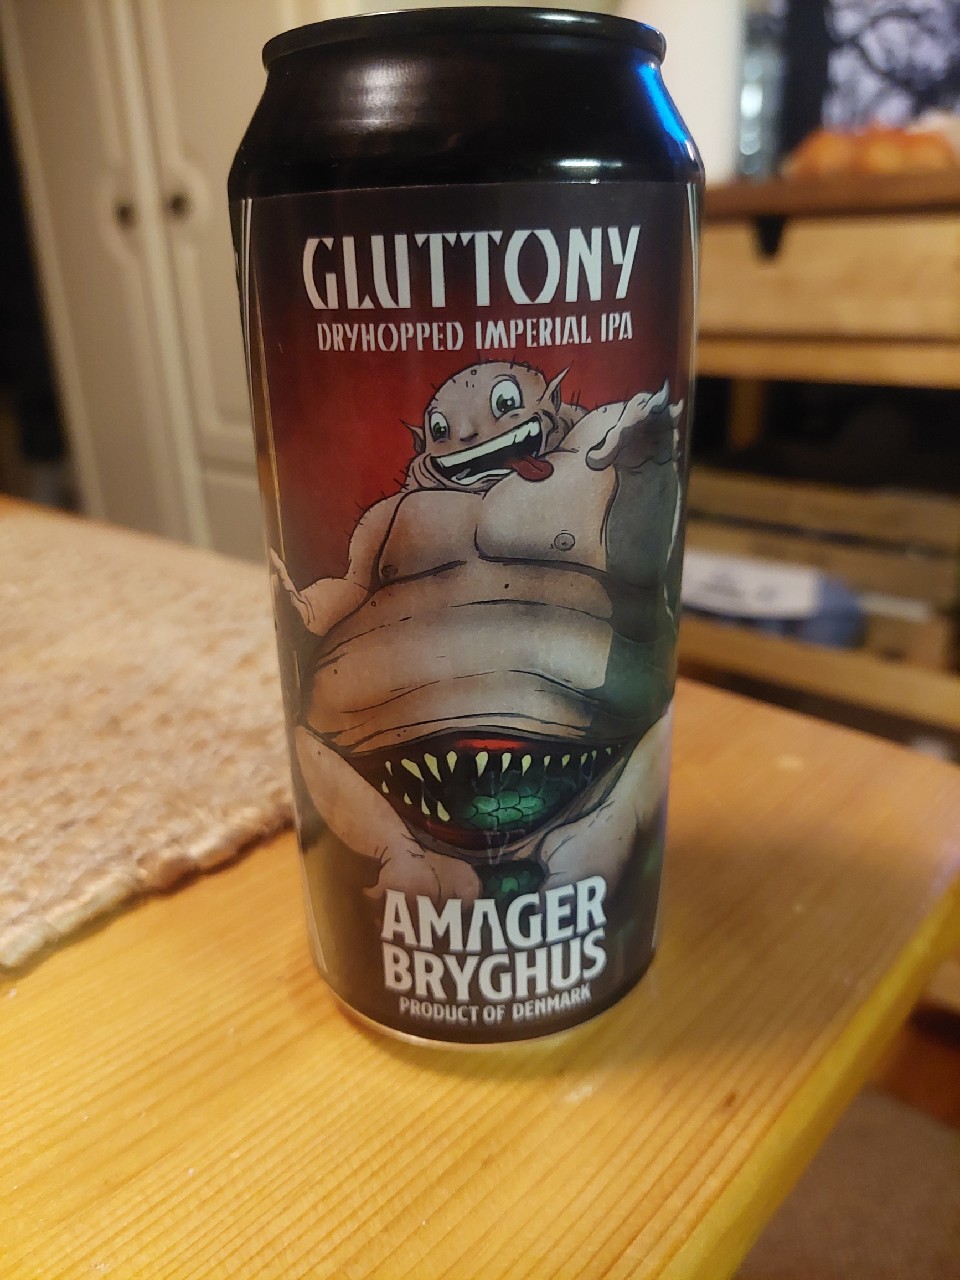 GLUTTONY
DRYHOPPED IMPERIAL IPA
AMAGER
BRYGHUS
PRODUCT OF DENMARK